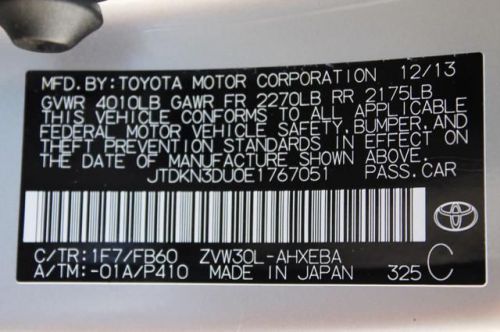 MFD.BY:TOYOTA MOTOR CORPORATION 12/13
GVWR 4010LB GAWR FR 2270LB RR 2175LB
THIS VEHICLE CONFORMS TO ALL APPLICABLE
FEDERAL MOTOR VEHICLE SAFETY,BUMPER,AND
THEFT PREVENTION STANDARDS IN EFFECT ON
THE DATE OF MANUFACTURE SHOWN ABOVE.
JTDKN3DU0E1767051 PASS.CAR
C/TR:1F7/FB60 ZVW30L-AHXEBA
A/TM:-01A/P410 MADE IN JAPAN 325 C